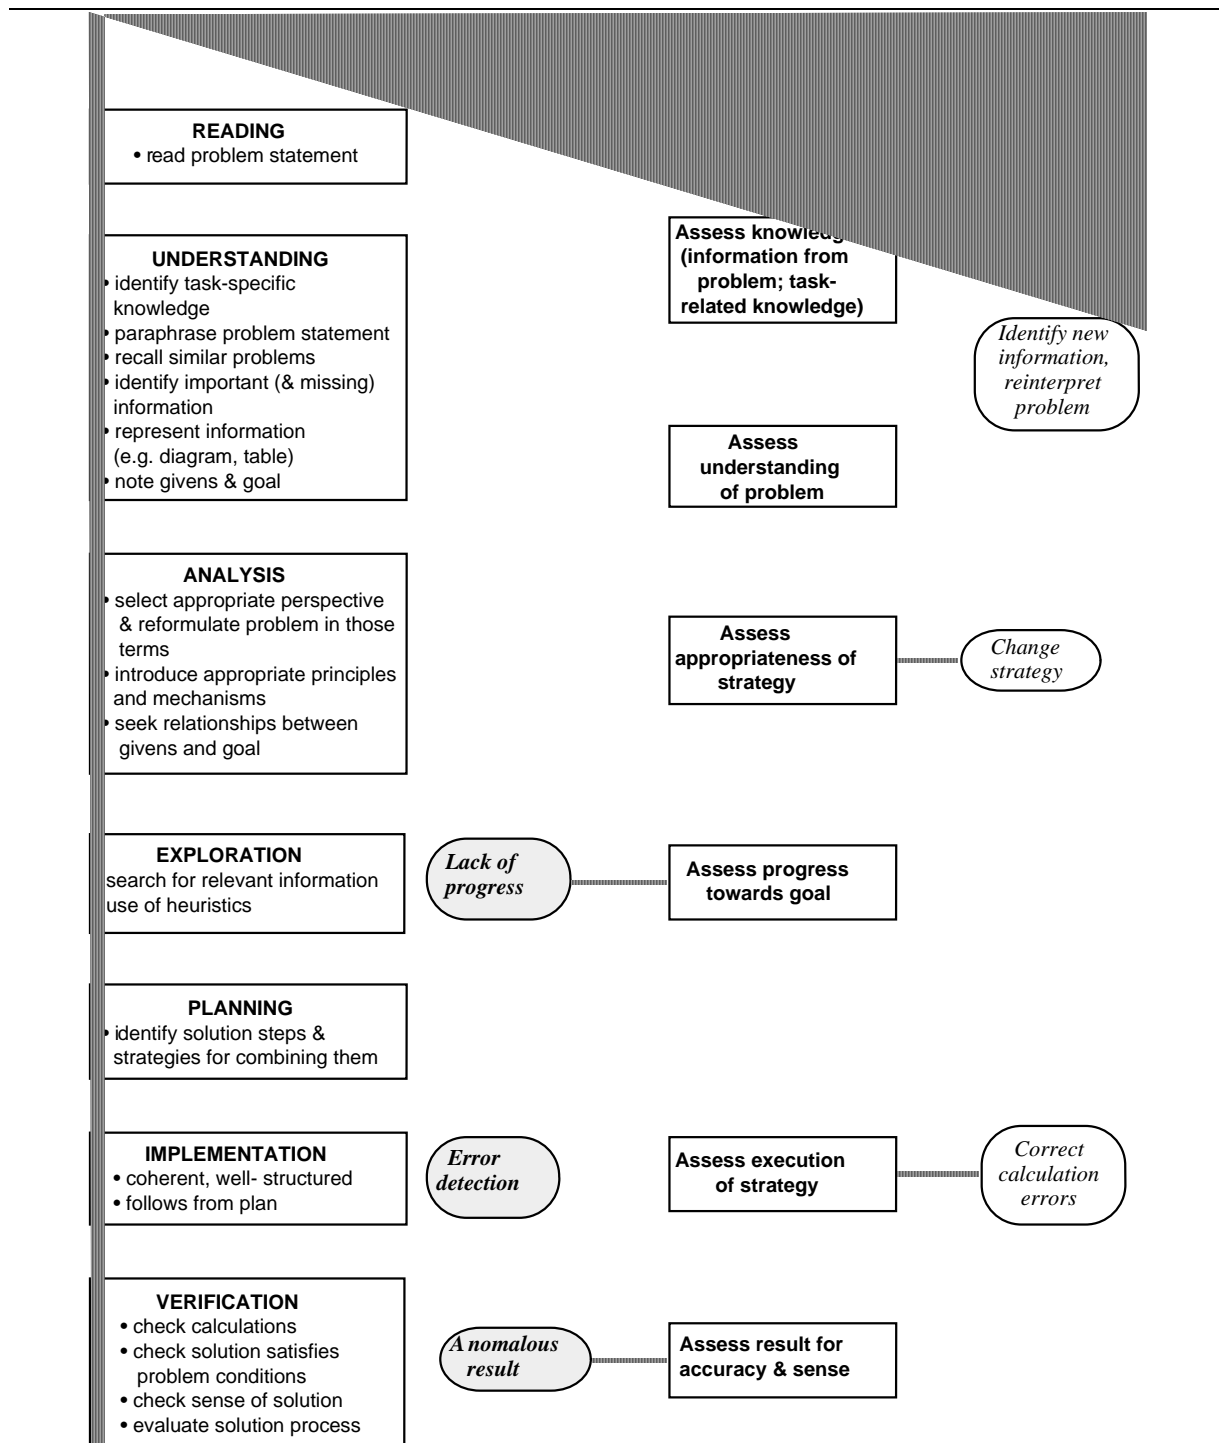 READING
• read problem statement
UNDERSTANDING
• identify task-specific
knowledge
• paraphrase problem statement
• recall similar problems
• identify important (& missing)
information
• represent information
(e.g. diagram, table)
• note givens & goal
ANALYSIS
• select appropriate perspective
& reformulate problem in those
terms
• introduce appropriate principles
and mechanisms
• seek relationships between
givens and goal
EXPLORATION
search for relevant information
use of heuristics
PLANNING
• identify solution steps &
strategies for combining them
IMPLEMENTATION
• coherent, well- structured
• follows from plan
VERIFICATION
• check calculations
• check solution satisfies
problem conditions
• check sense of solution
• evaluate solution process
Lack of
progress
Error
detection
Anomalous
result
Assess
(information from
problem; task-
related knowledge)
Assess
understanding
of problem
Assess
appropriateness of
strategy
Assess progress
towards goal
Assess execution
of strategy
Assess result for
accuracy & sense
Identify new
information,
reinterpret
problem
Change
strategy
Correct
calculation
errors